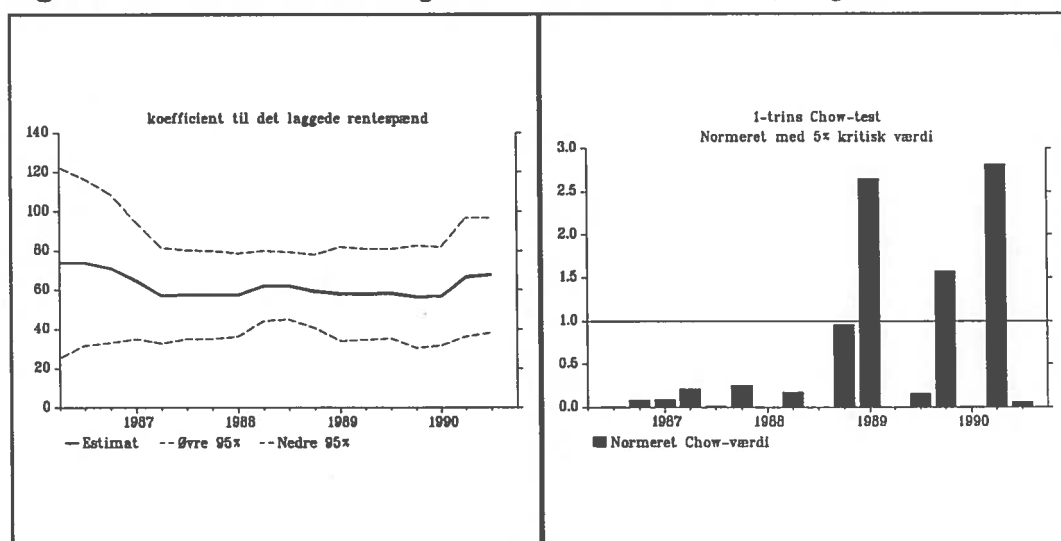 koefficient til det laggede rentespænd
140
120
100
80
60
40
20
0
1987 1988 1989 1990
Estimat Øvre 95% Nedre 95%
1-trins Chow-test
Normeret med 5% kritisk værdi
3.0
2.5
2.0
1.5
1.0
0.5
0.0
1987 1988 1989 1990
Normeret Chow-værdi